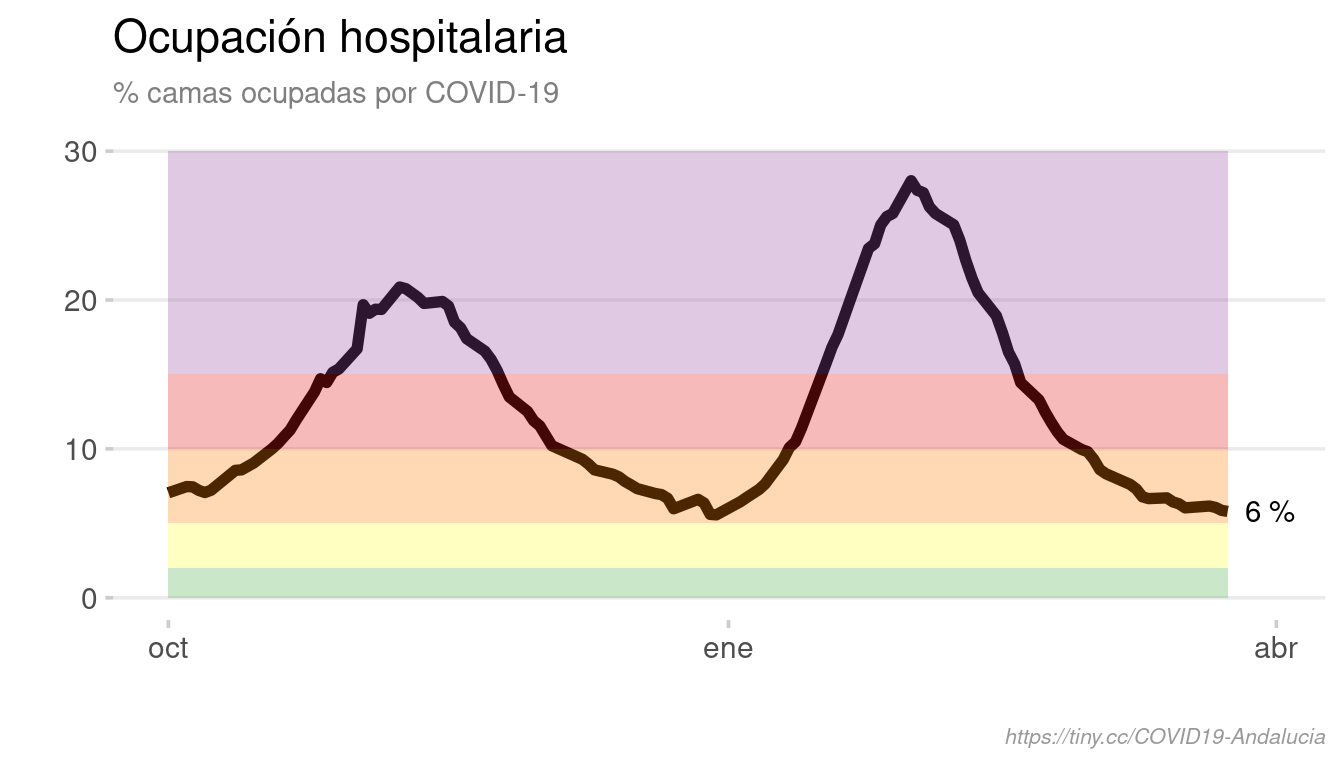 Ocupación hospitalaria
% camas ocupadas por COVID-19
30
20
10
0
6 %
oct ene abr
https://tiny.cc/COVID19-Andalucia